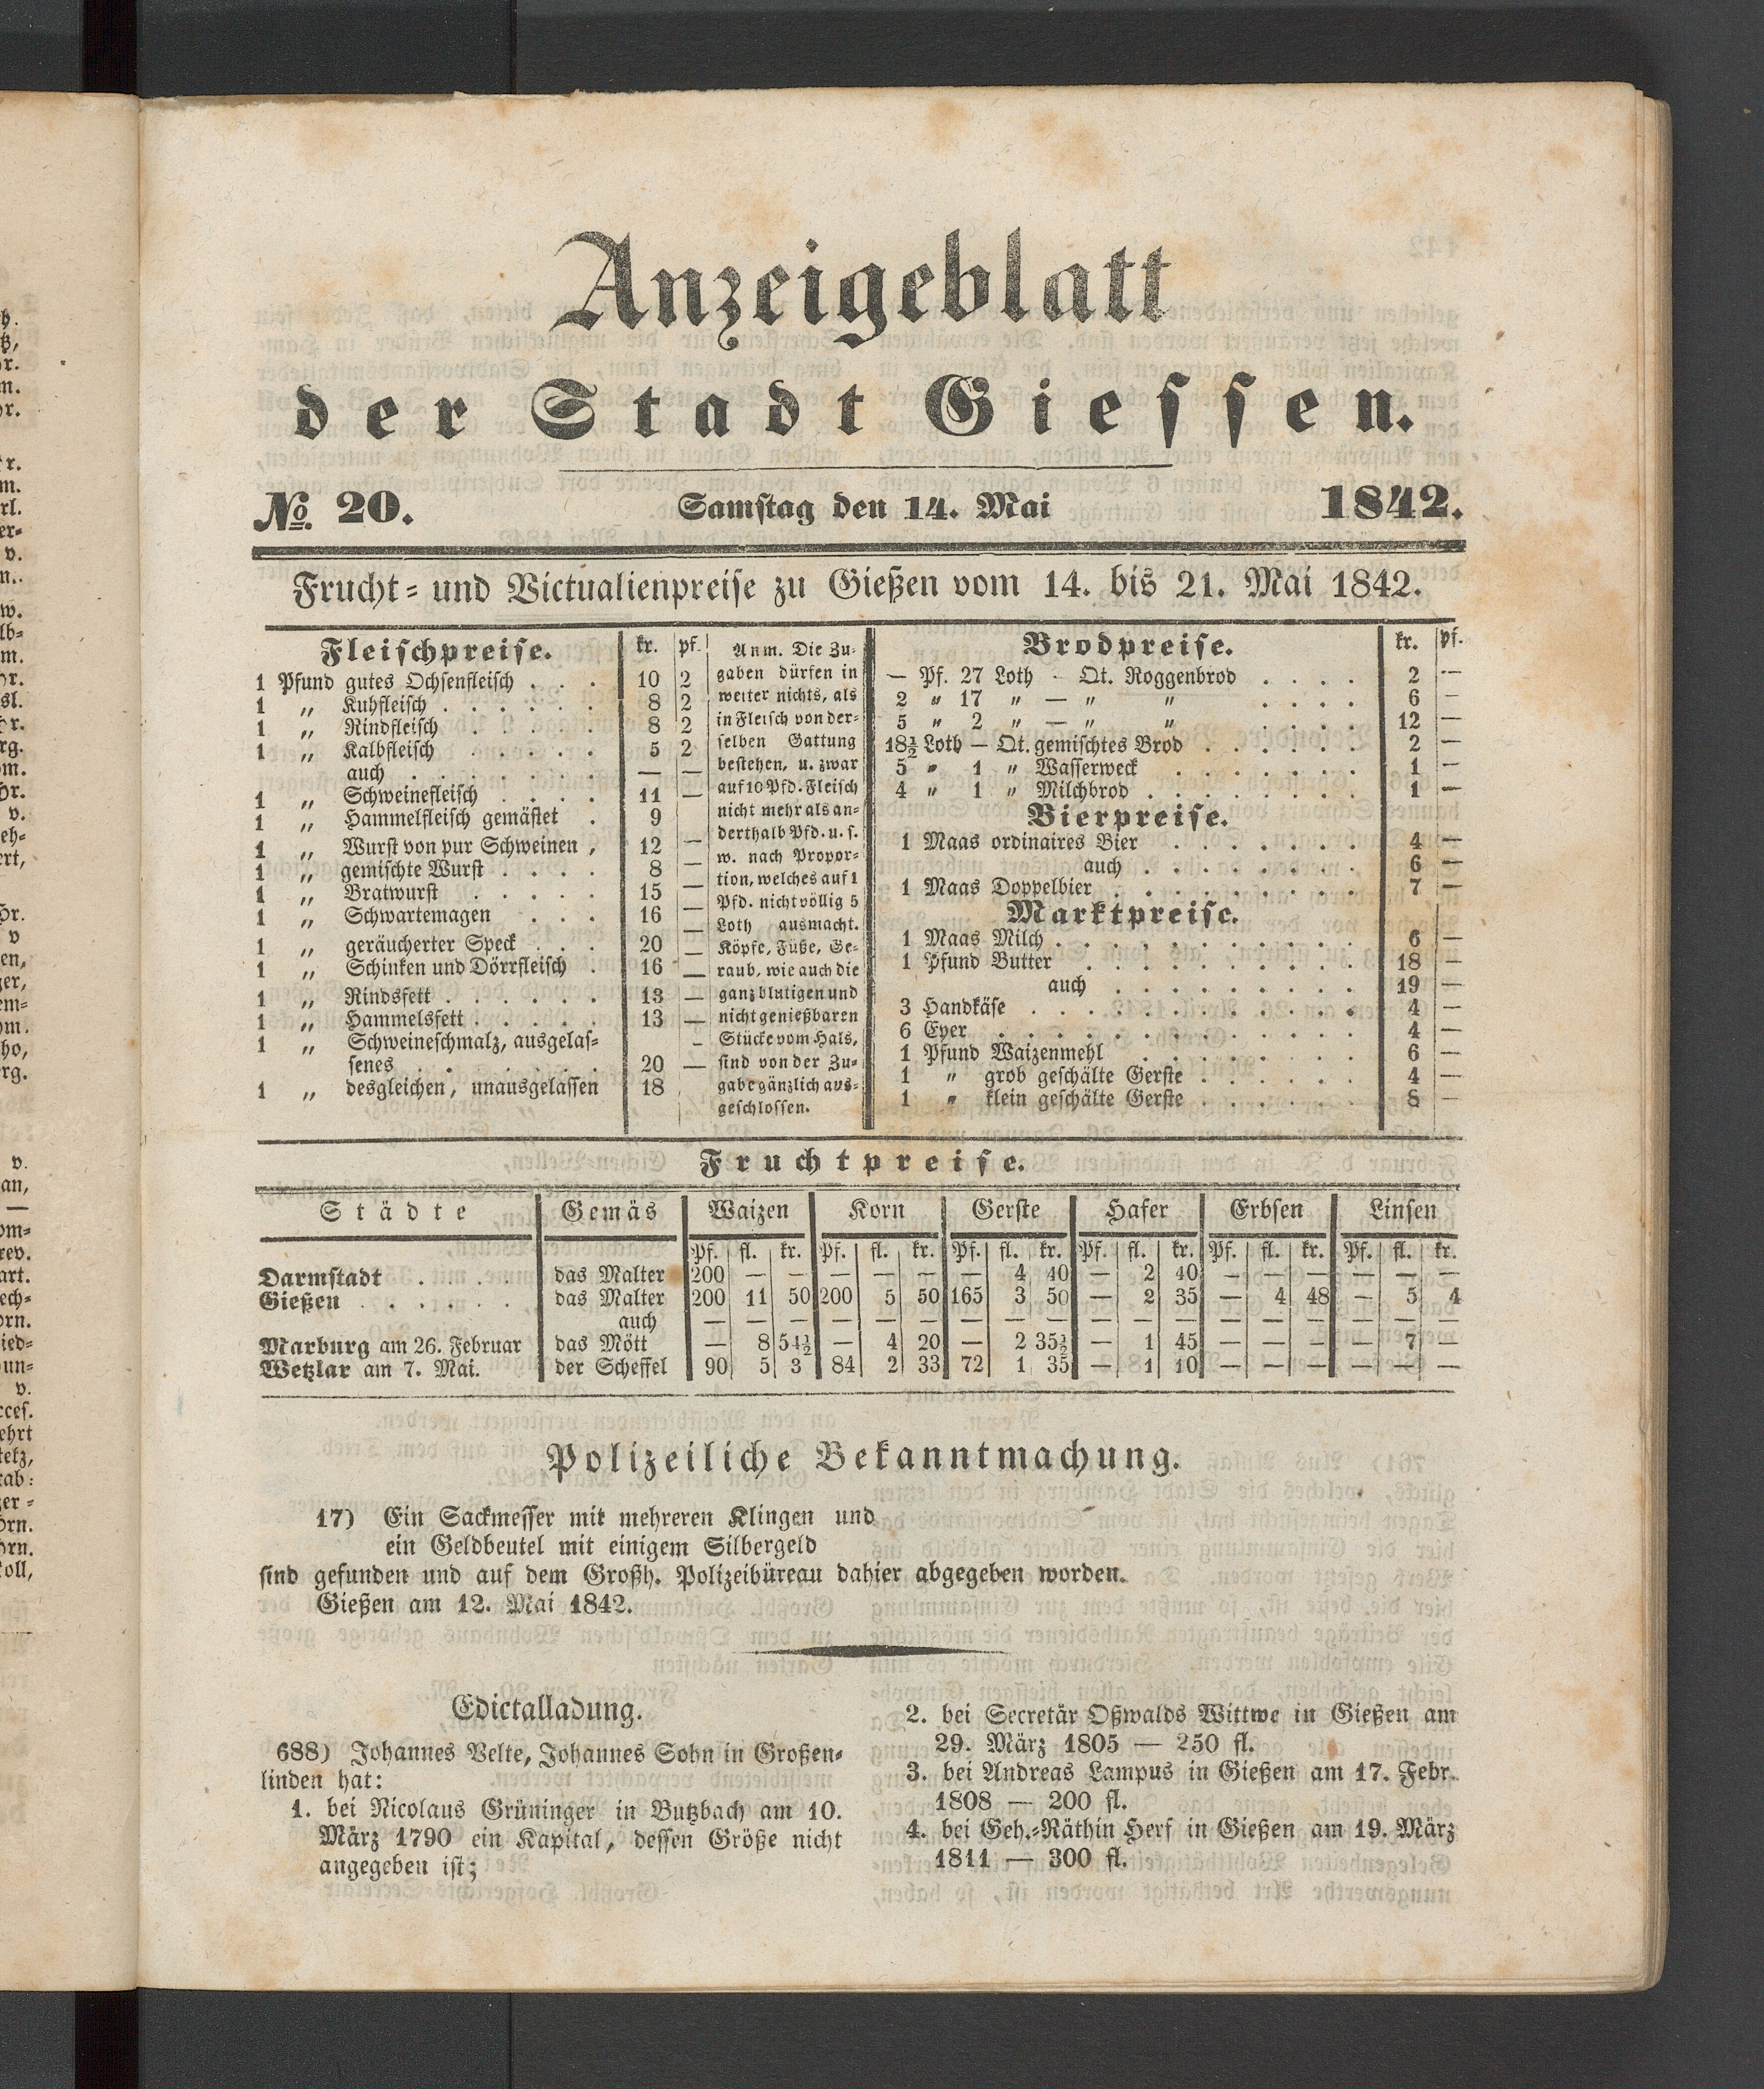 Anzeigeblatt
der Stadt Giessen.
No. 20. Samstag den 14. Mai 1842.
Frucht- und Victualienpreise zu Gießen vom 14. bis 21. Mai 1842.
Fleischpreise. kr. pf.
1 Pfund gutes Ochsenfleisch . . . 10 2
1 „ Kuhfleisch . . . . . . 8 2
1 „ Rindfleisch . . . . . 8 2
1 „ Kalbfleisch . . . . . 5 2
auch . . . . . . . — —
1 „ Schweinefleisch . . . . 11 —
1 „ Hammelfleisch gemästet . 9
1 „ Wurst von pur Schweinen , 12 —
1 „ gemischte Wurst . . . . 8 —
1 „ Bratwurst . . . . . 15 —
1 „ Schwartemagen . . . 16 —
1 „ geräucherter Speck . . . 20 —
1 „ Schinken und Dörrfleisch . 16 —
1 „ Rindsfett . . . . . . 13 —
1 „ Hammelsfett . . . . . 13 —
1 „ Schweineschmalz, ausgelas-
senes . . . . . . . 20 —
1 „ desgleichen, unausgelassen 18
Anm. Die Zu-
gaben dürfen in
weiter nichts, als
in Fleisch von der-
selben Gattung
bestehen, u. zwar
auf 10 Pfd. Fleisch
nicht mehr als an-
derthalb Pfd. u. s.
w. nach Propor-
tion, welches auf 1
Pfd. nicht völlig 5
Loth ausmacht.
Köpfe, Füße, Ge-
raub, wie auch die
ganz blutigen und
nicht genießbaren
Stücke vom Hals,
sind von der Zu-
gabe gänzlich aus-
geschlossen.
Brodpreise. kr. pf.
— Pf. 27 Loth - Qt. Roggenbrod . . . . 2 —
2 „ 17 „ — „ „ . . . . 6 —
5 „ 2 „ — „ „ . . . . 12 —
18½ Loth — Qt. gemischtes Brod . . . . . . 2 —
5 „ 1 „ Wasserweck . . . . . . . 1 —
4 „ 1 „ Milchbrod . . . . . . . . 1 —
Bierpreise.
1 Maas ordinaires Bier . . . . . . . 4 —
auch . . . . . . . . 6 —
1 Maas Doppelbier . . . . . . . . . 7 —
Marktpreise.
1 Maas Milch . . . . . . . . . . . 6 —
1 Pfund Butter . . . . . . . . . . 18 —
auch . . . . . . . . . 19 —
3 Handkäse . . . . . . . . . . . . 4 —
6 Eyer . . . . . . . . . . . . . 4 —
1 Pfund Waizenmehl . . . . . . . . 6 —
1 „ grob geschälte Gerste . . . . . . 4 —
1 „ klein geschälte Gerste . . . . . . 8 —
Fruchtpreise.
Städte Gemäs Waizen Korn Gerste Hafer Erbsen Linsen
Pf. fl. kr. Pf. fl. kr. Pf. fl. kr. Pf. fl. kr. Pf. fl. kr. Pf. fl. kr.
Darmstadt . . . . das Malter 200 — — — — — — 4 40 — 2 40 — — — — — —
Gießen . . . . . . das Malter 200 11 50 200 5 50 165 3 50 — 2 35 — 4 48 — 5 4
auch — — — — — — — — — — — — — — — — — —
Marburg am 26. Februar das Mött — 8 54½ — 4 20 — 2 35½ — 1 45 — — — — 7 —
Wetzlar am 7. Mai. der Scheffel 90 5 3 84 2 33 72 1 35 — 1 10 — — — — — —
Polizeiliche Bekanntmachung.
17) Ein Sackmesser mit mehreren Klingen und
ein Geldbeutel mit einigem Silbergeld
sind gefunden und auf dem Großh. Polizeibüreau dahier abgegeben worden.
Gießen am 12. Mai 1842.
Edictalladung.
688) Johannes Velte, Johannes Sohn in Großen-
linden hat:
1. bei Nicolaus Grüninger in Butzbach am 10.
März 1790 ein Kapital, dessen Größe nicht
angegeben ist;
2. bei Secretär Oßwalds Wittwe in Gießen am
29. März 1805 — 250 fl.
3. bei Andreas Lampus in Gießen am 17. Febr.
1808 — 200 fl.
4. bei Geh.-Räthin Herf in Gießen am 19. März
1811 — 300 fl.